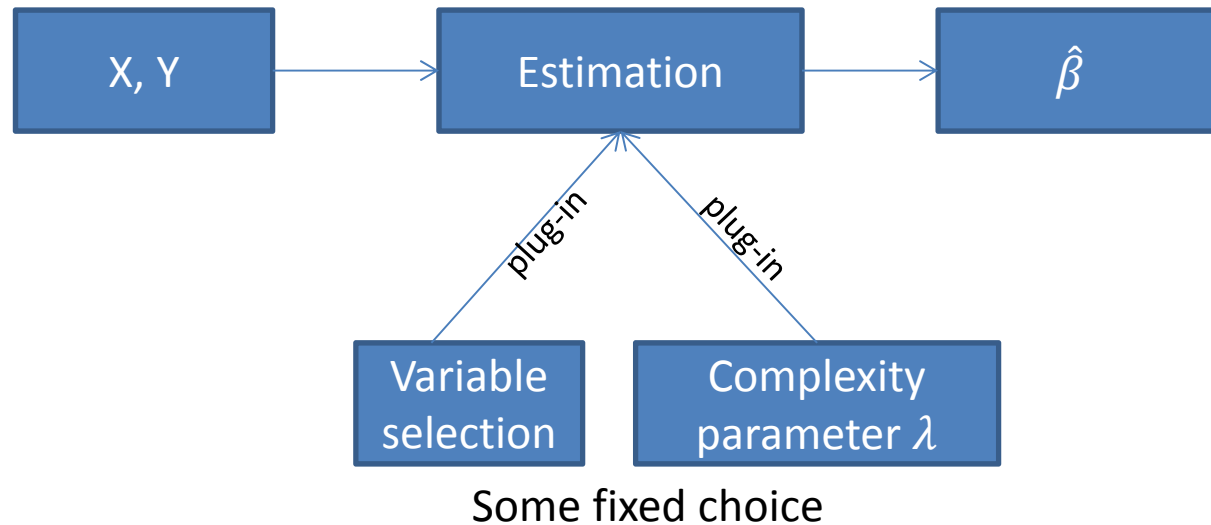 X, Y
Estimation
β̂
plug-in
plug-in
Variable
selection
Complexity
parameter λ
Some fixed choice